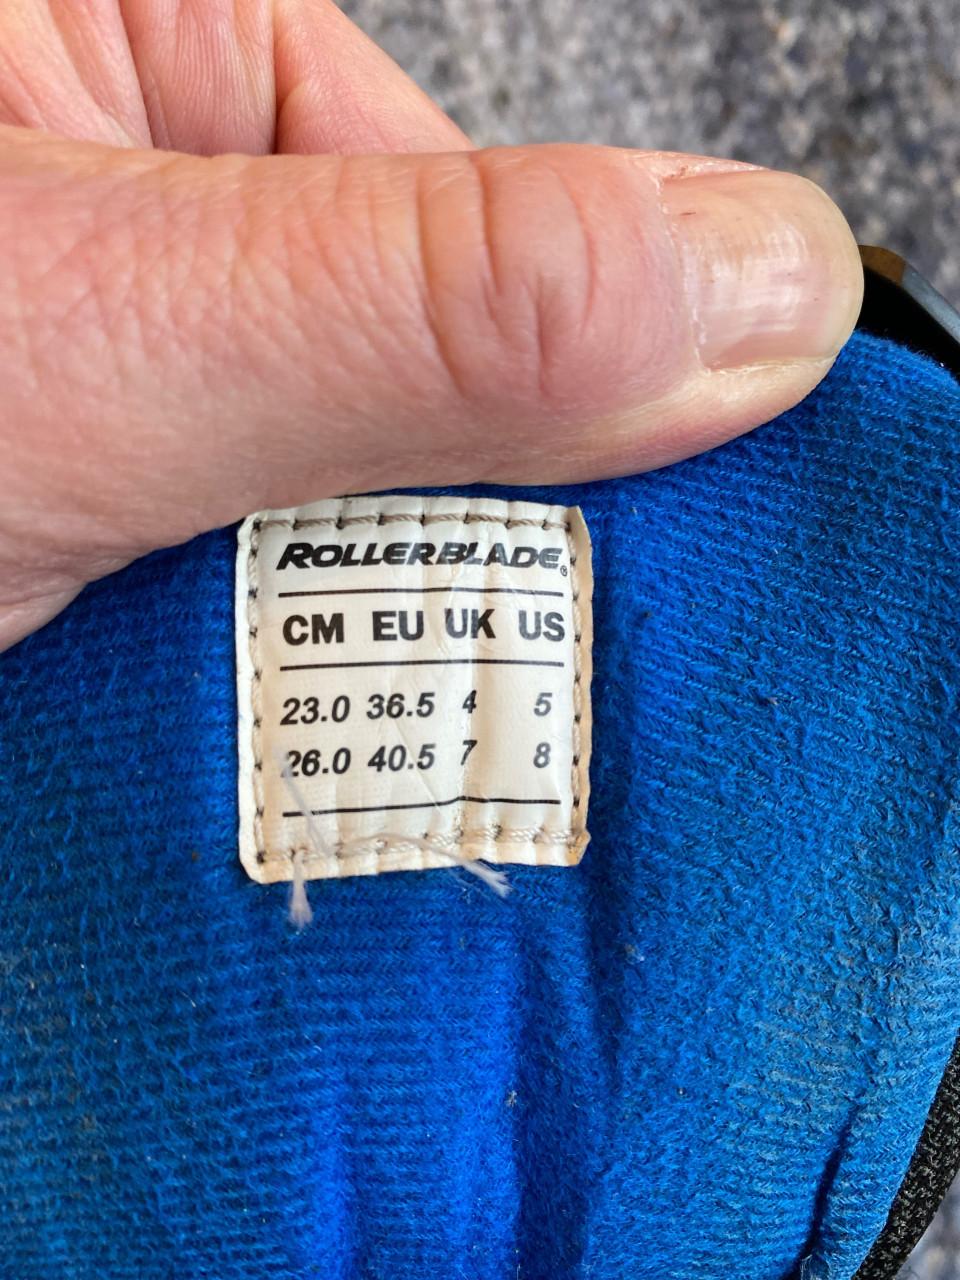 ROLLERBLADE®
CM EU UK US
23.0 36.5 4 5
26.0 40.5 7 8